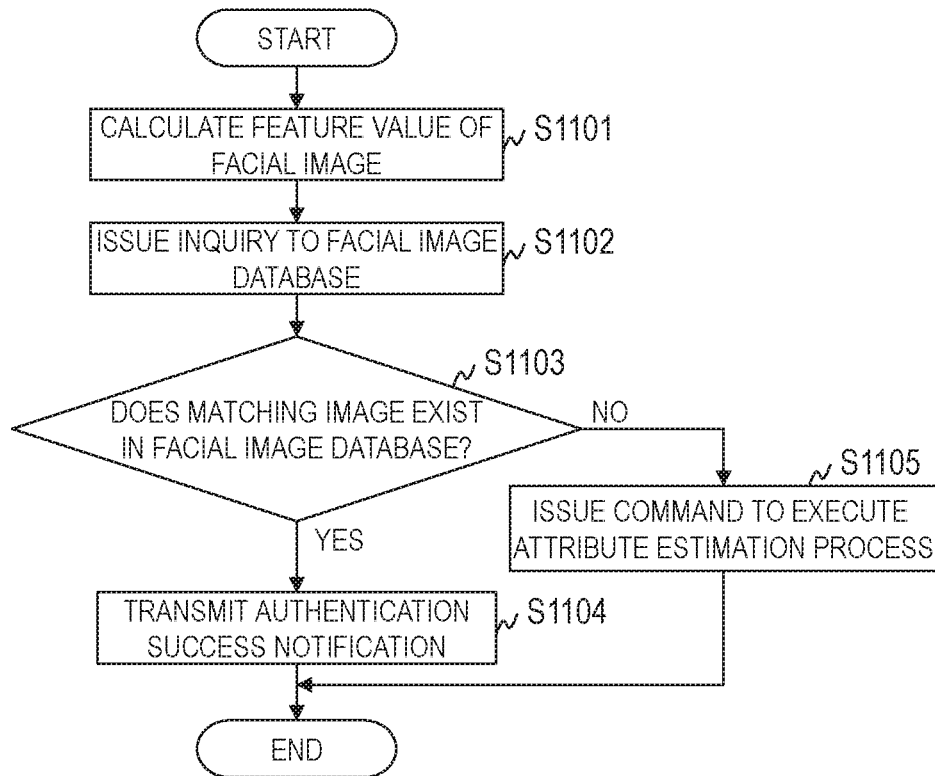 START
CALCULATE FEATURE VALUE OF
FACIAL IMAGE
S1101
ISSUE INQUIRY TO FACIAL IMAGE
DATABASE
S1102
S1103
DOES MATCHING IMAGE EXIST
IN FACIAL IMAGE DATABASE?
NO
YES
S1105
ISSUE COMMAND TO EXECUTE
ATTRIBUTE ESTIMATION PROCESS
TRANSMIT AUTHENTICATION
SUCCESS NOTIFICATION
S1104
END